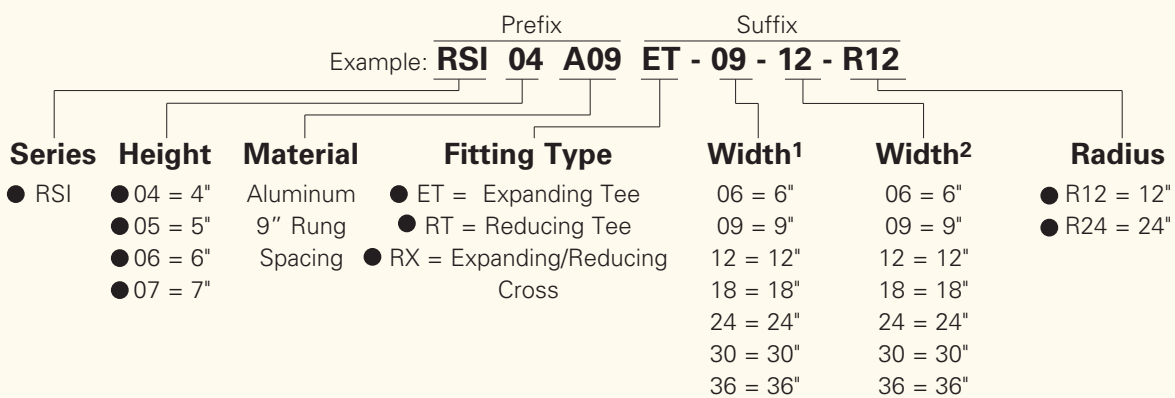 Prefix Suffix
Example: RSI 04 A09 ET - 09 - 12 - R12
Series Height Material Fitting Type Width1 Width2 Radius
● RSI ● 04 = 4" Aluminum ● ET = Expanding Tee 06 = 6" 06 = 6" ● R12 = 12"
● 05 = 5" 9” Rung ● RT = Reducing Tee 09 = 9" 09 = 9" ● R24 = 24"
● 06 = 6" Spacing ● RX = Expanding/Reducing 12 = 12" 12 = 12"
● 07 = 7" Cross 18 = 18" 18 = 18"
24 = 24" 24 = 24"
30 = 30" 30 = 30"
36 = 36" 36 = 36"